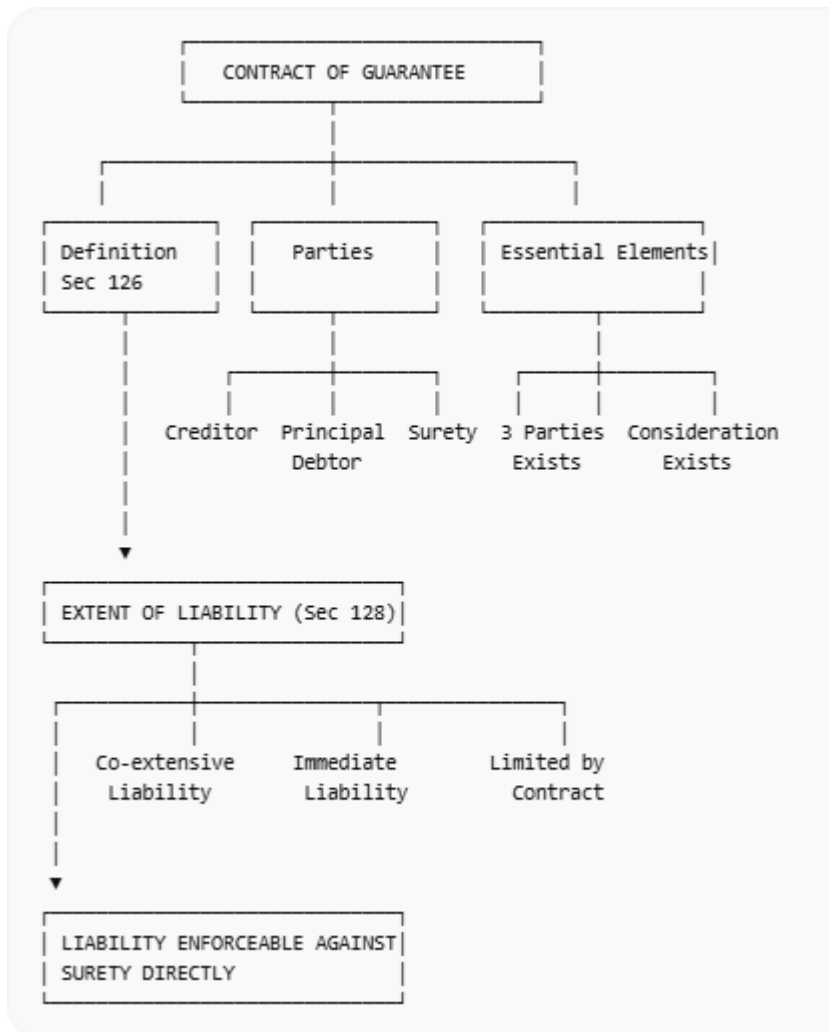 CONTRACT OF GUARANTEE
Definition Parties Essential Elements
Sec 126
Creditor Principal Surety 3 Parties Consideration
Debtor Exists Exists
EXTENT OF LIABILITY (Sec 128)
Co-extensive Immediate Limited by
Liability Liability Contract
LIABILITY ENFORCEABLE AGAINST
SURETY DIRECTLY